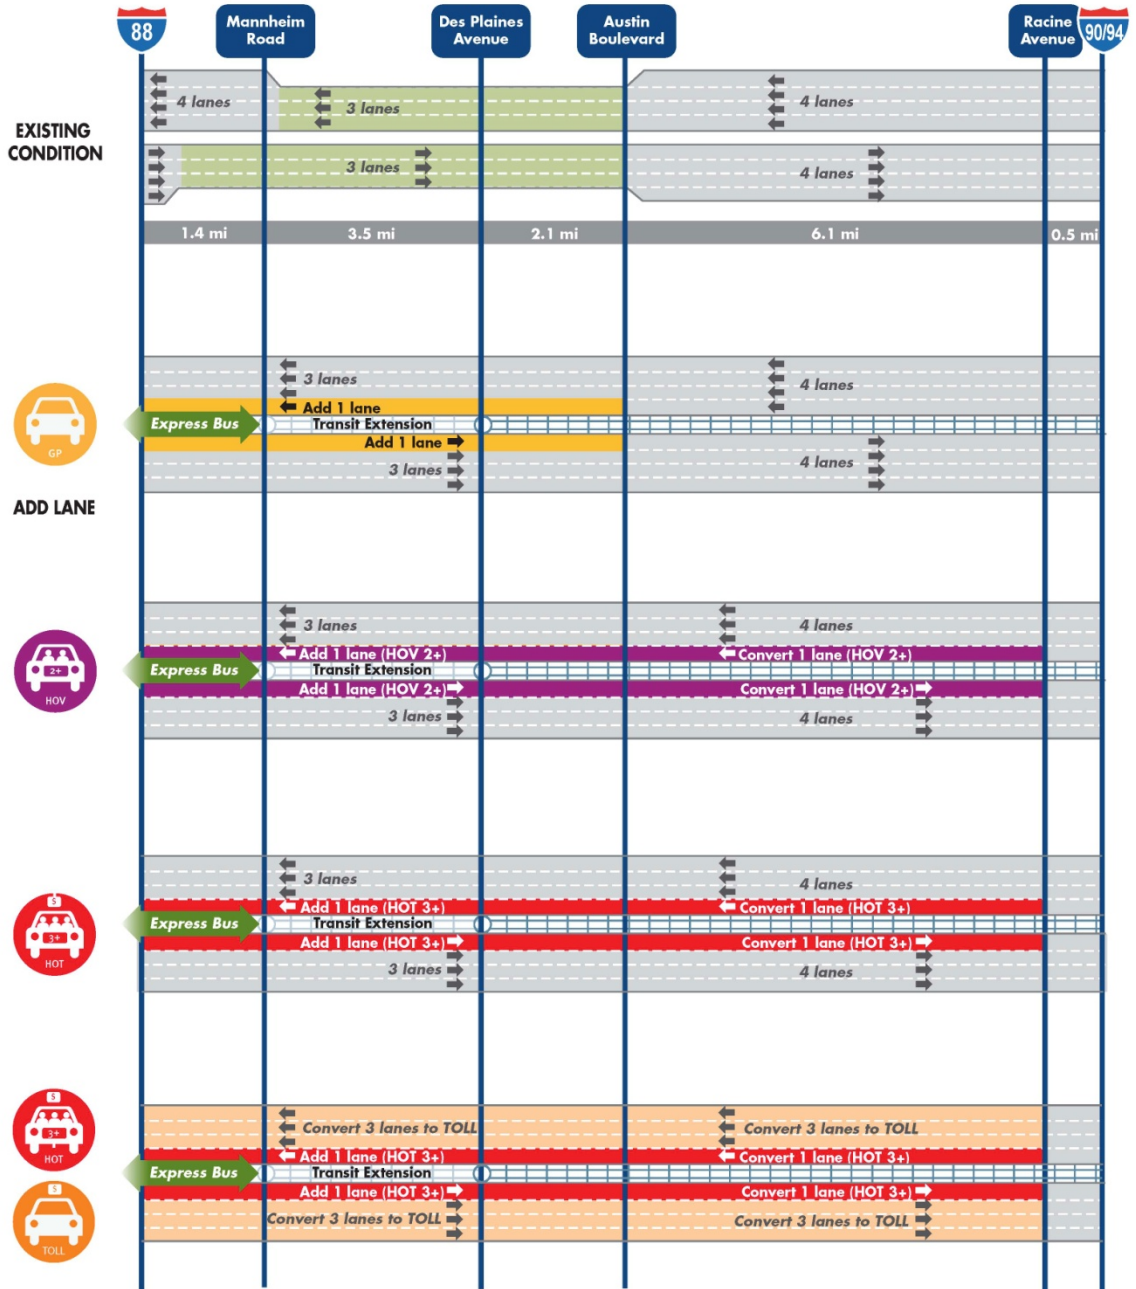 88
Mannheim
Road
Des Plaines
Avenue
Austin
Boulevard
Racine
Avenue
90/94
EXISTING
CONDITION
4 lanes
3 lanes
4 lanes
3 lanes
4 lanes
1.4 mi
3.5 mi
2.1 mi
6.1 mi
0.5 mi
GP
ADD LANE
3 lanes
4 lanes
Add 1 lane
Express Bus
Transit Extension
Add 1 lane
3 lanes
4 lanes
2+
HOV
3 lanes
4 lanes
Add 1 lane (HOV 2+)
Convert 1 lane (HOV 2+)
Express Bus
Transit Extension
Add 1 lane (HOV 2+)
Convert 1 lane (HOV 2+)
3 lanes
4 lanes
3+
HOT
3 lanes
4 lanes
Add 1 lane (HOT 3+)
Convert 1 lane (HOT 3+)
Express Bus
Transit Extension
Add 1 lane (HOT 3+)
Convert 1 lane (HOT 3+)
3 lanes
4 lanes
3+
HOT
Convert 3 lanes to TOLL
Convert 3 lanes to TOLL
Add 1 lane (HOT 3+)
Convert 1 lane (HOT 3+)
Express Bus
Transit Extension
Add 1 lane (HOT 3+)
Convert 1 lane (HOT 3+)
Convert 3 lanes to TOLL
Convert 3 lanes to TOLL
TOLL